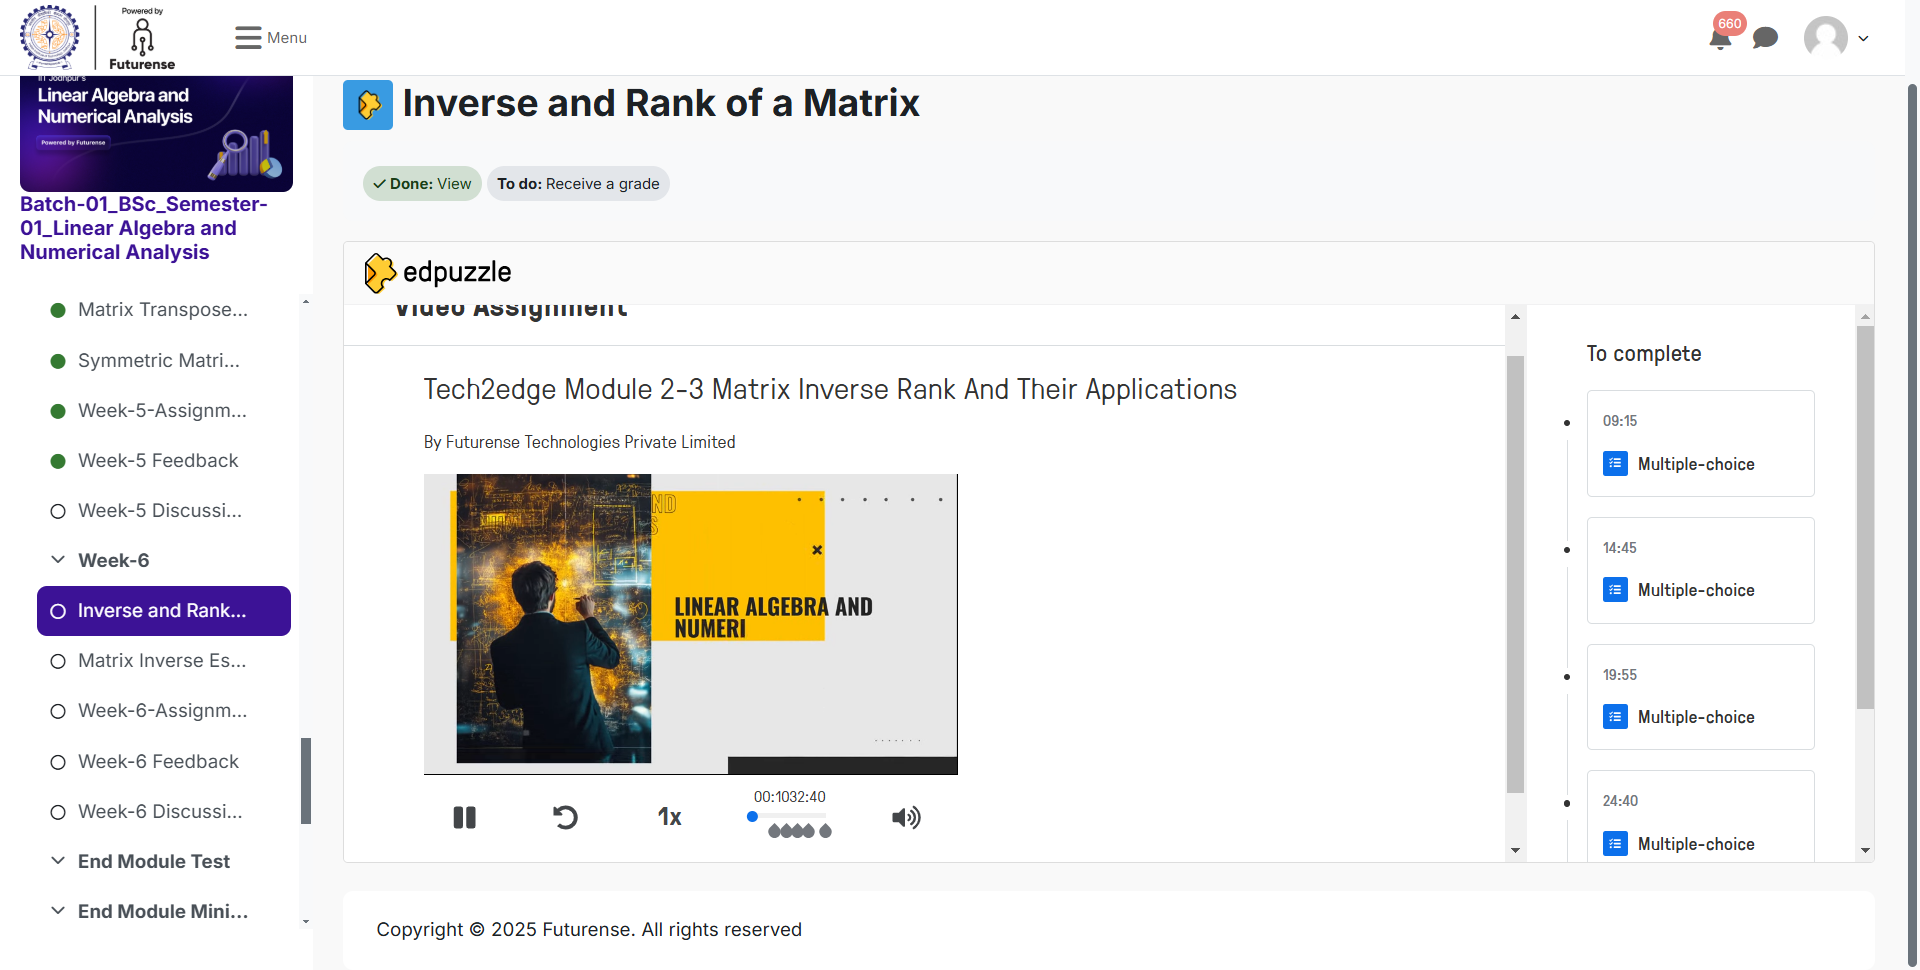 Powered by
Futurense
Menu
660
IIT Jodhpur's
Linear Algebra and
Numerical Analysis
Powered by Futurense
Batch-01_BSc_Semester-
01_Linear Algebra and
Numerical Analysis
Matrix Transpose...
Symmetric Matri...
Week-5-Assignm...
Week-5 Feedback
Week-5 Discussi...
Week-6
Inverse and Rank...
Matrix Inverse Es...
Week-6-Assignm...
Week-6 Feedback
Week-6 Discussi...
End Module Test
End Module Mini...
Inverse and Rank of a Matrix
Done: View
To do: Receive a grade
edpuzzle
Video Assignment
Tech2edge Module 2-3 Matrix Inverse Rank And Their Applications
By Futurense Technologies Private Limited
ND
S
LINEAR ALGEBRA AND
NUMERI
1x
00:1032:40
To complete
09:15
Multiple-choice
14:45
Multiple-choice
19:55
Multiple-choice
24:40
Multiple-choice
Copyright © 2025 Futurense. All rights reserved